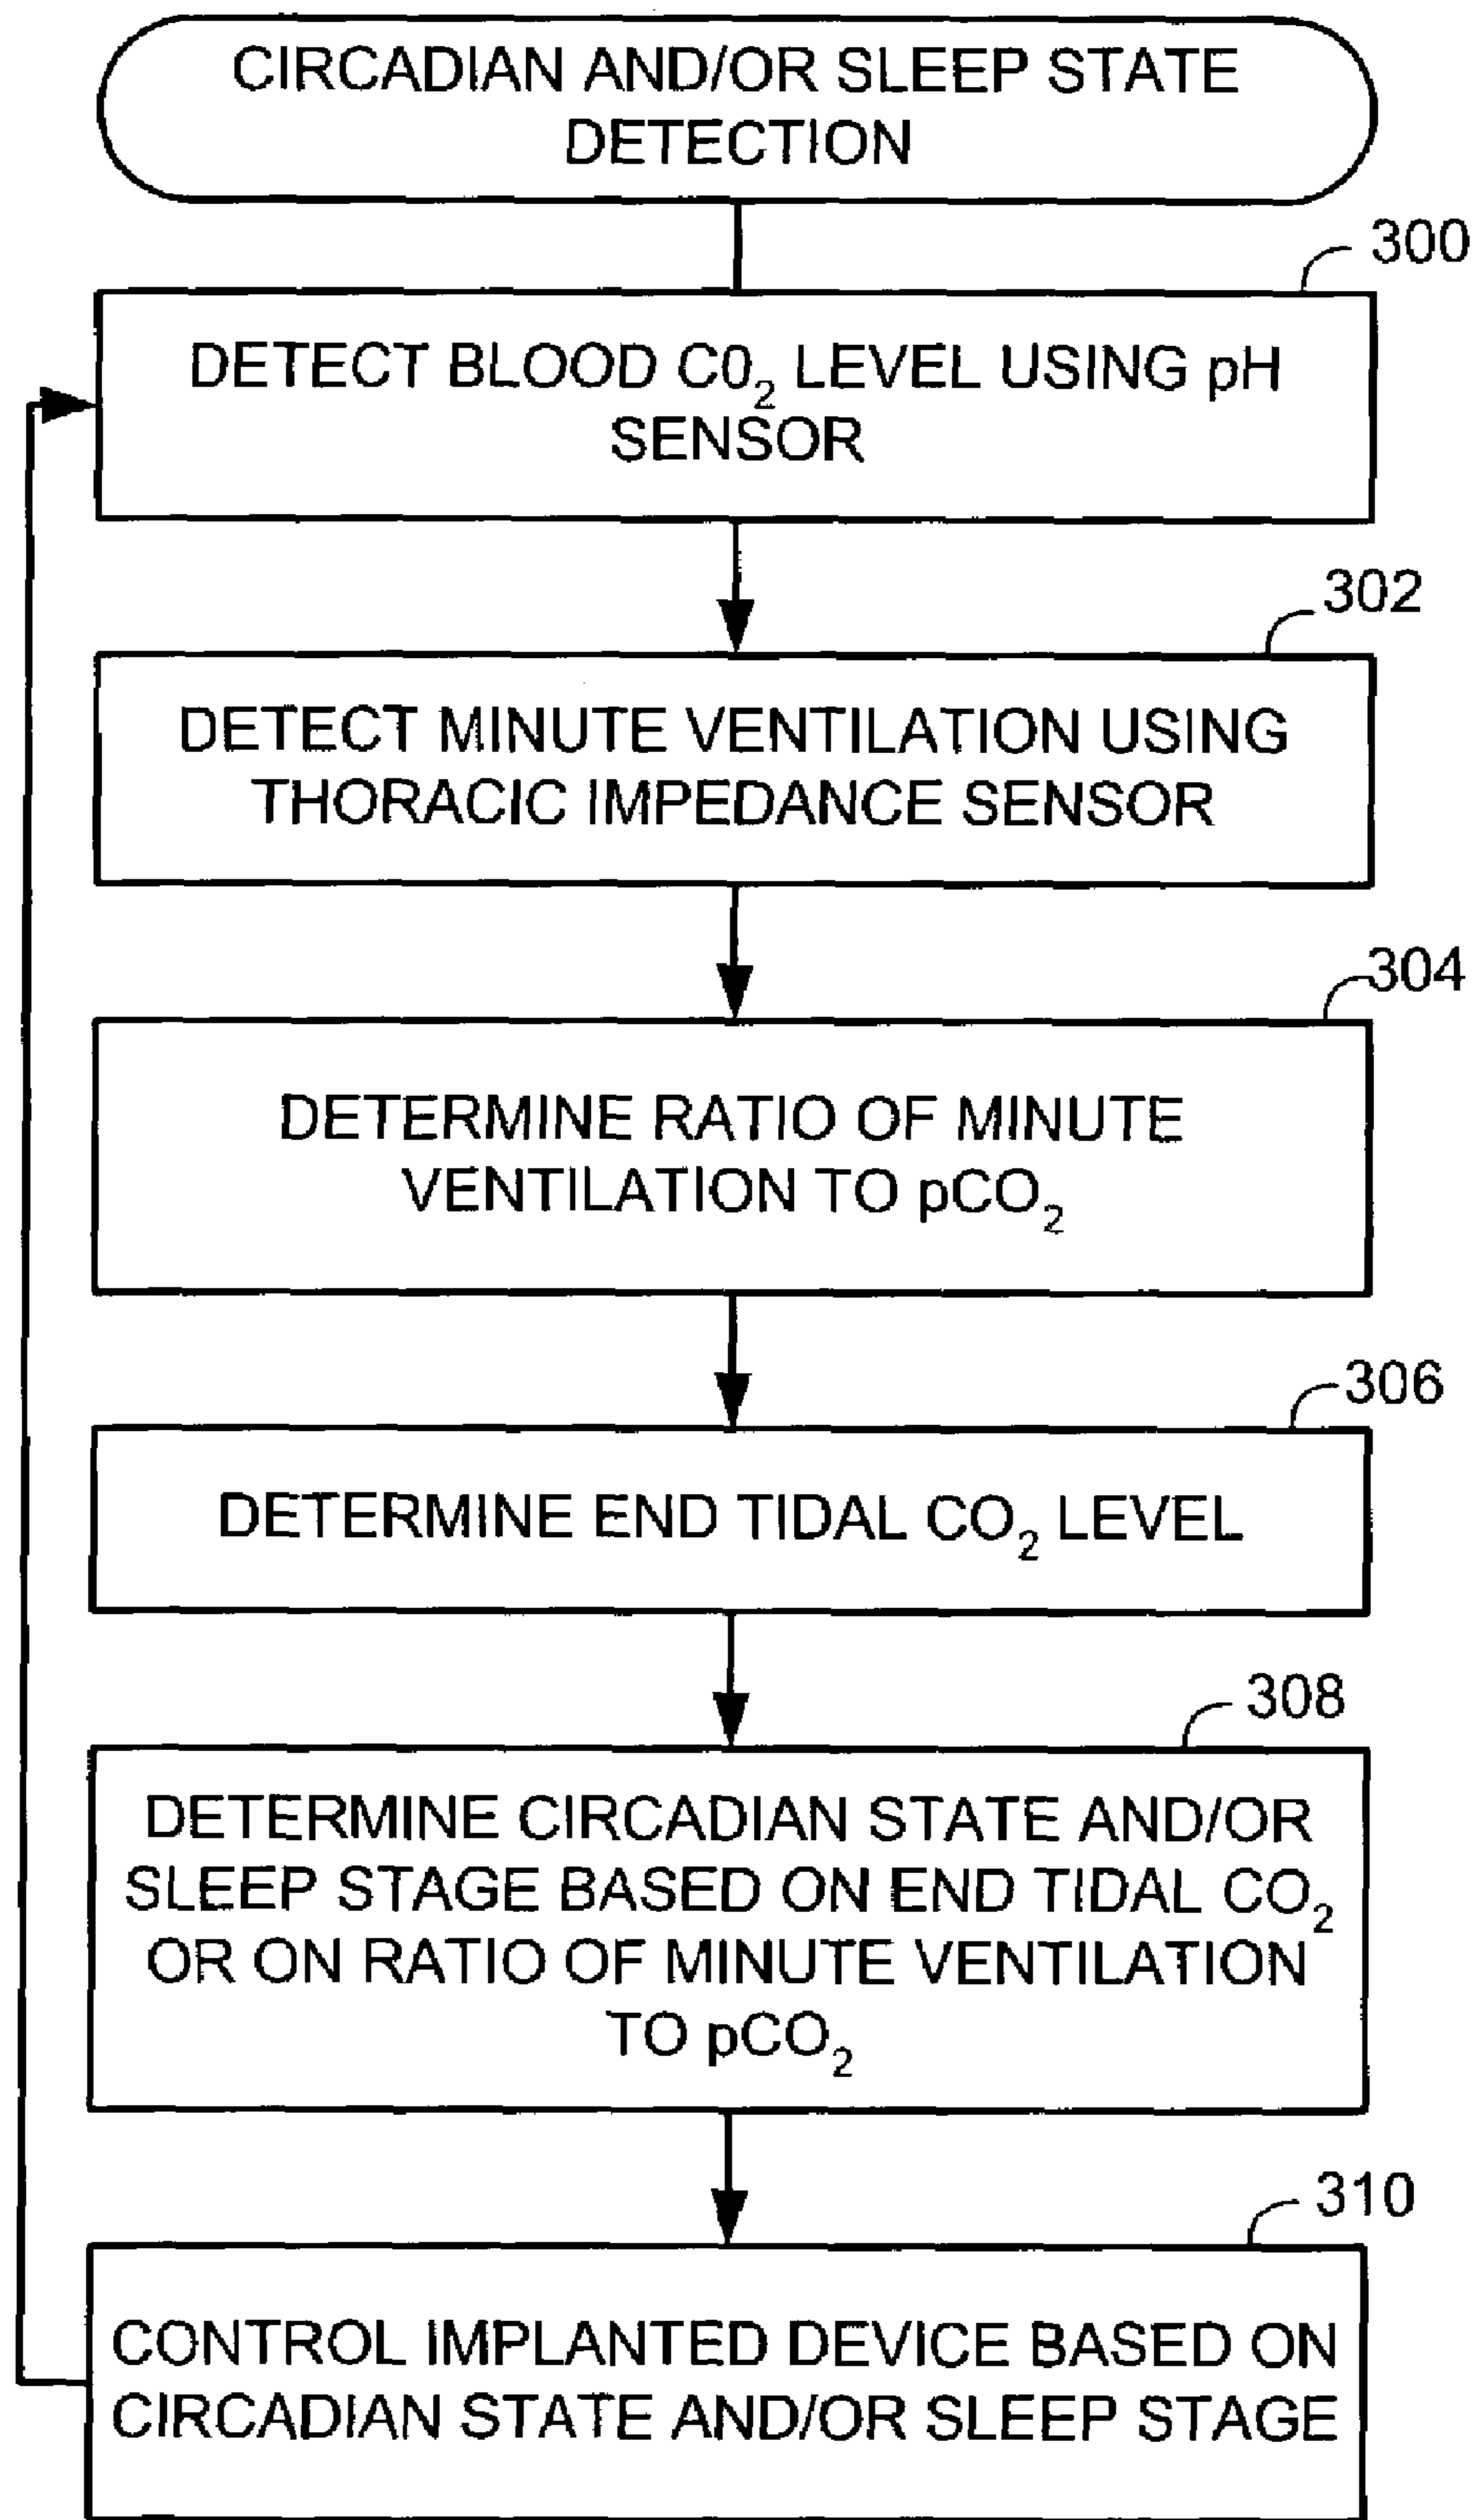 CIRCADIAN AND/OR SLEEP STATE
DETECTION
300
DETECT BLOOD C0₂ LEVEL USING pH
SENSOR
302
DETECT MINUTE VENTILATION USING
THORACIC IMPEDANCE SENSOR
304
DETERMINE RATIO OF MINUTE
VENTILATION TO pCO₂
306
DETERMINE END TIDAL CO₂ LEVEL
308
DETERMINE CIRCADIAN STATE AND/OR
SLEEP STAGE BASED ON END TIDAL CO₂
OR ON RATIO OF MINUTE VENTILATION
TO pCO₂
310
CONTROL IMPLANTED DEVICE BASED ON
CIRCADIAN STATE AND/OR SLEEP STAGE